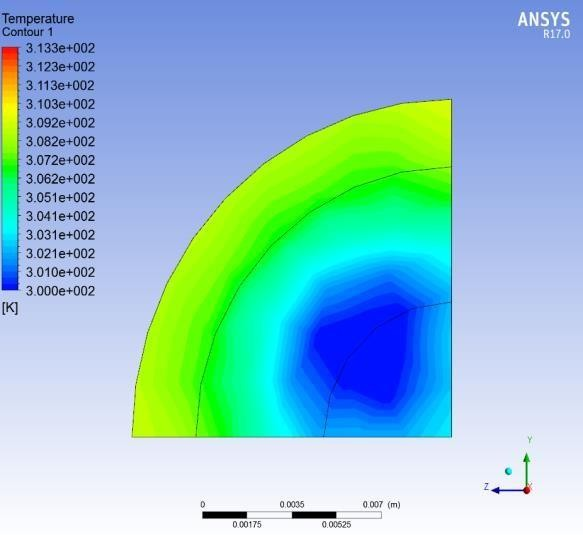 Temperature
Contour 1
3.133e+002
3.123e+002
3.113e+002
3.103e+002
3.092e+002
3.082e+002
3.072e+002
3.062e+002
3.051e+002
3.041e+002
3.031e+002
3.021e+002
3.010e+002
3.000e+002
[K]
ANSYS
R17.0
Y
Z
X
0 0.0035 0.007 (m)
0.00175 0.00525